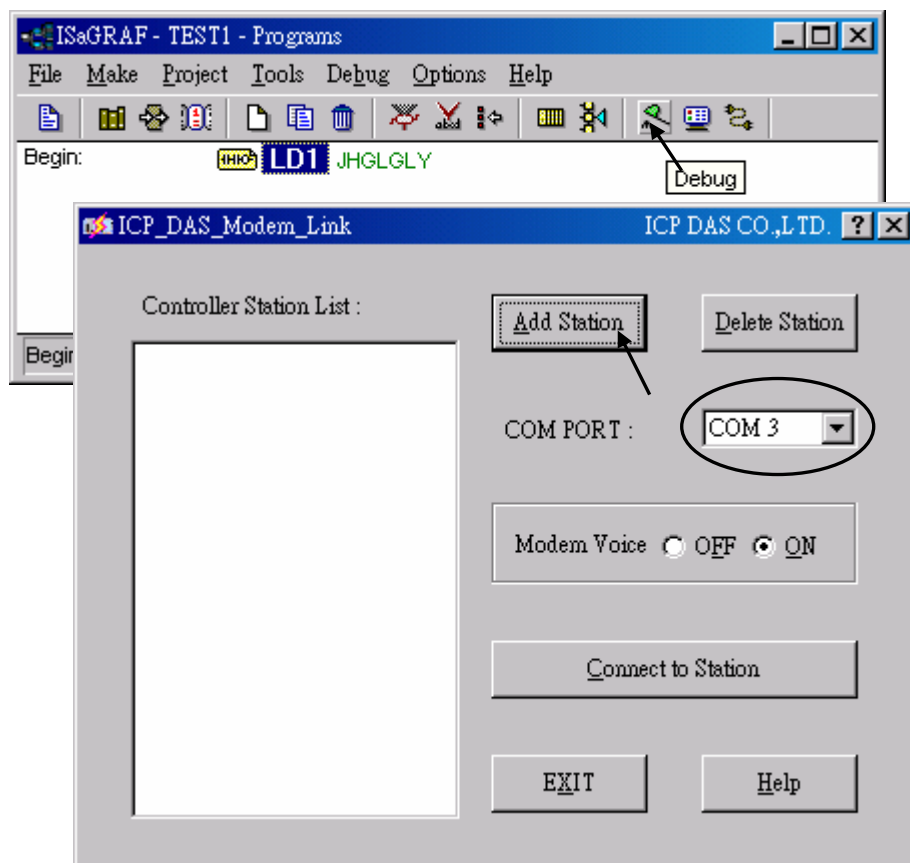 ISaGRAF - TEST1 - Programs
File Make Project Tools Debug Options Help
Begin: LD1 JHGLGLY
Debug
ICP_DAS_Modem_Link ICP DAS CO.,LTD.
Controller Station List :
Add Station Delete Station
Begin
COM PORT : COM 3
Modem Voice OFF ON
Connect to Station
EXIT Help